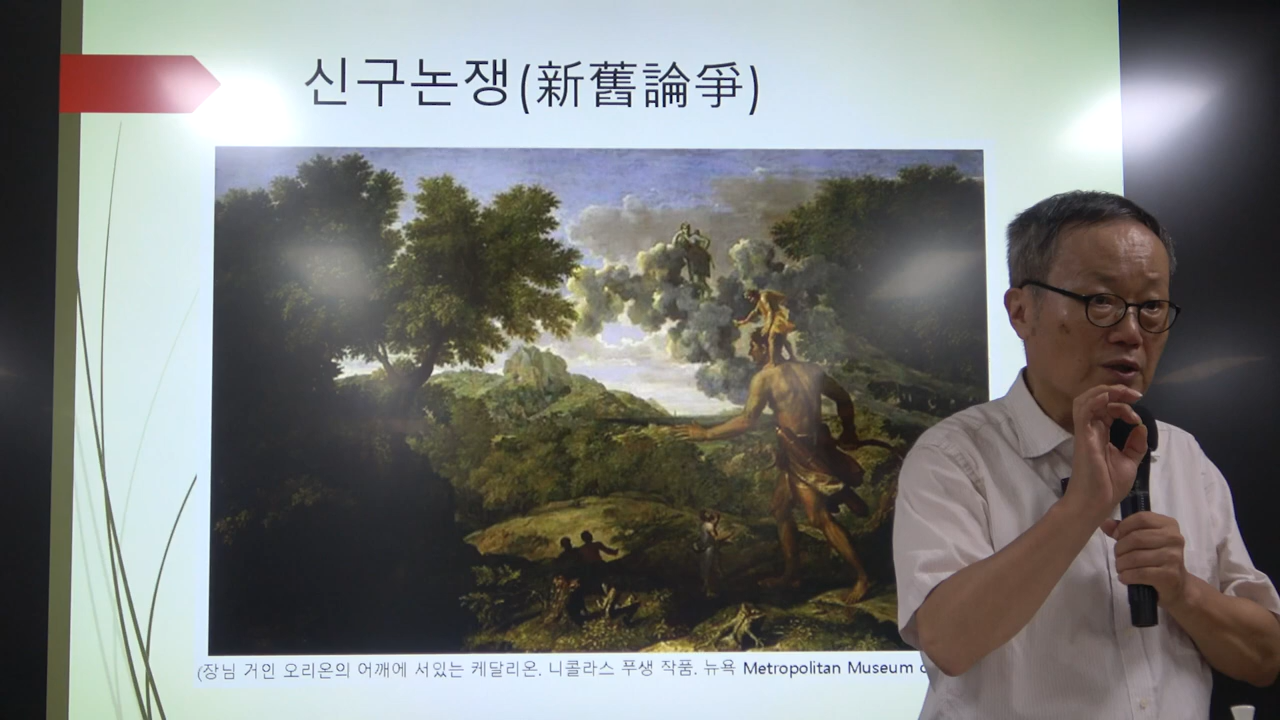 신구논쟁(新舊論爭)
(장님 거인 오리온의 어깨에 서있는 케달리온. 니콜라스 푸생 작품. 뉴욕 Metropolitan Museum